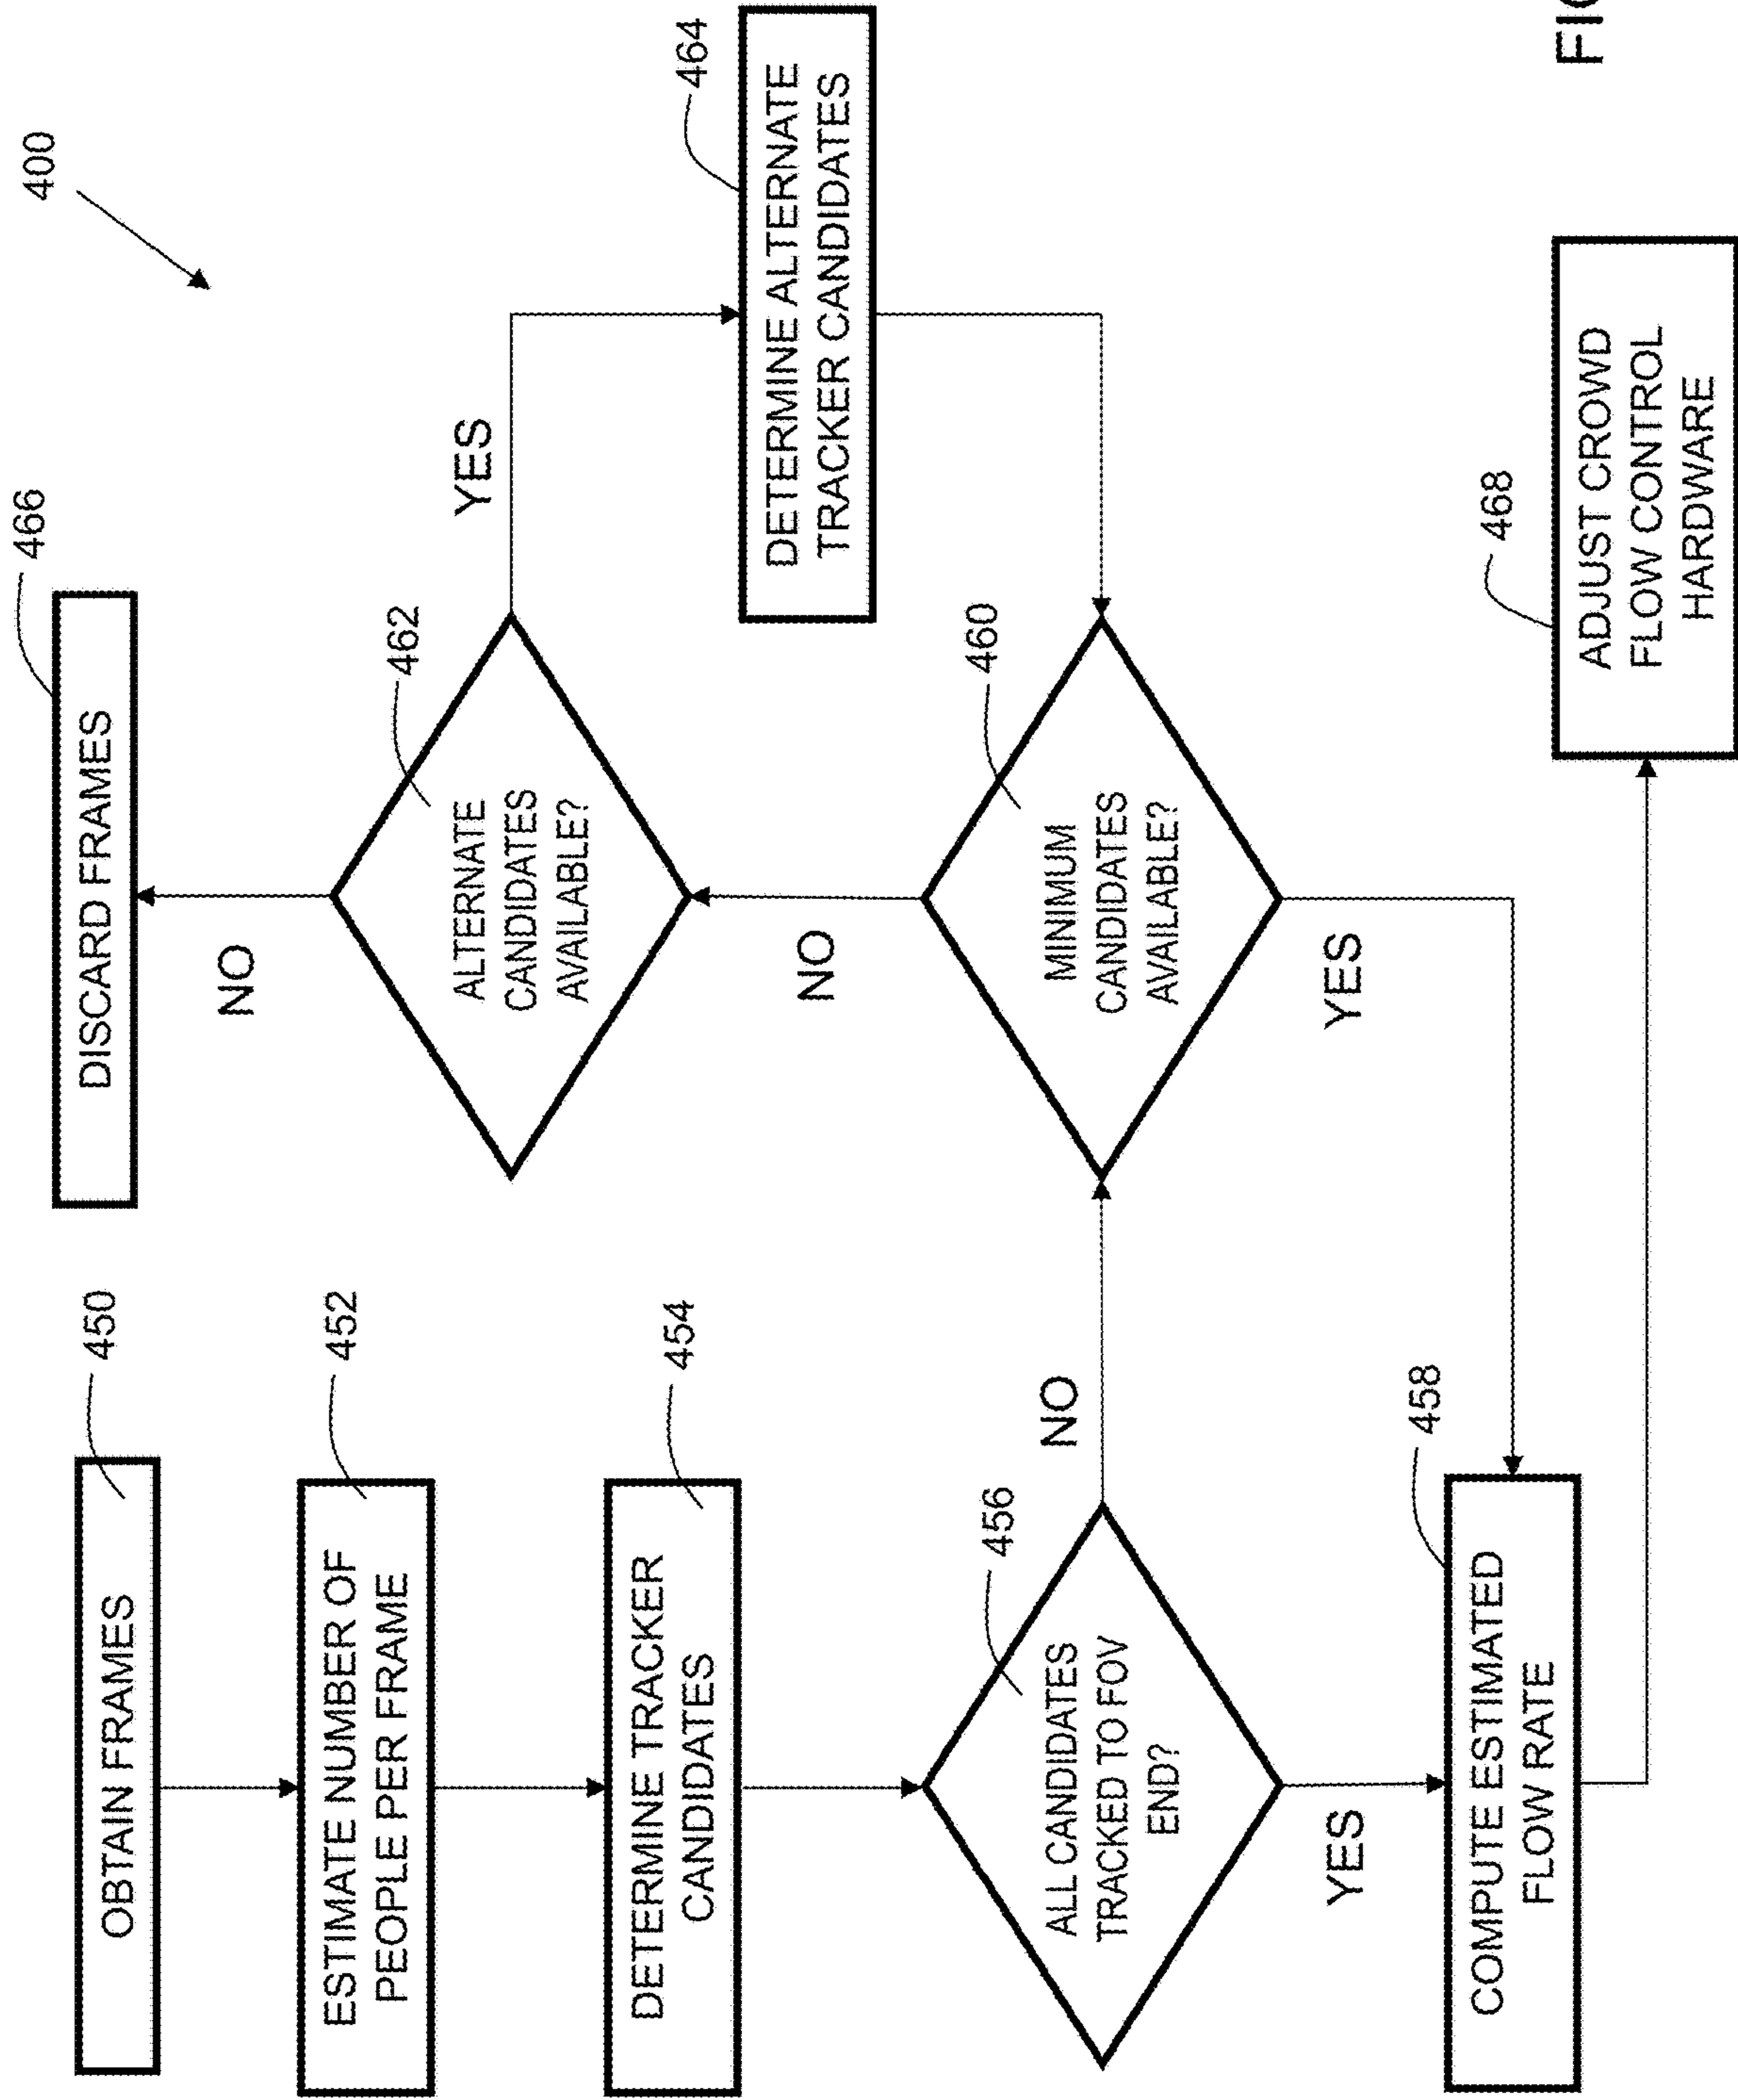 400
450
OBTAIN FRAMES
452
ESTIMATE NUMBER OF
PEOPLE PER FRAME
454
DETERMINE TRACKER
CANDIDATES
456
ALL CANDIDATES
TRACKED TO FOV
END?
NO
YES
458
COMPUTE ESTIMATED
FLOW RATE
466
DISCARD FRAMES
NO
462
ALTERNATE
CANDIDATES
AVAILABLE?
YES
464
DETERMINE ALTERNATE
TRACKER CANDIDATES
NO
460
MINIMUM
CANDIDATES
AVAILABLE?
YES
468
ADJUST CROWD
FLOW CONTROL
HARDWARE